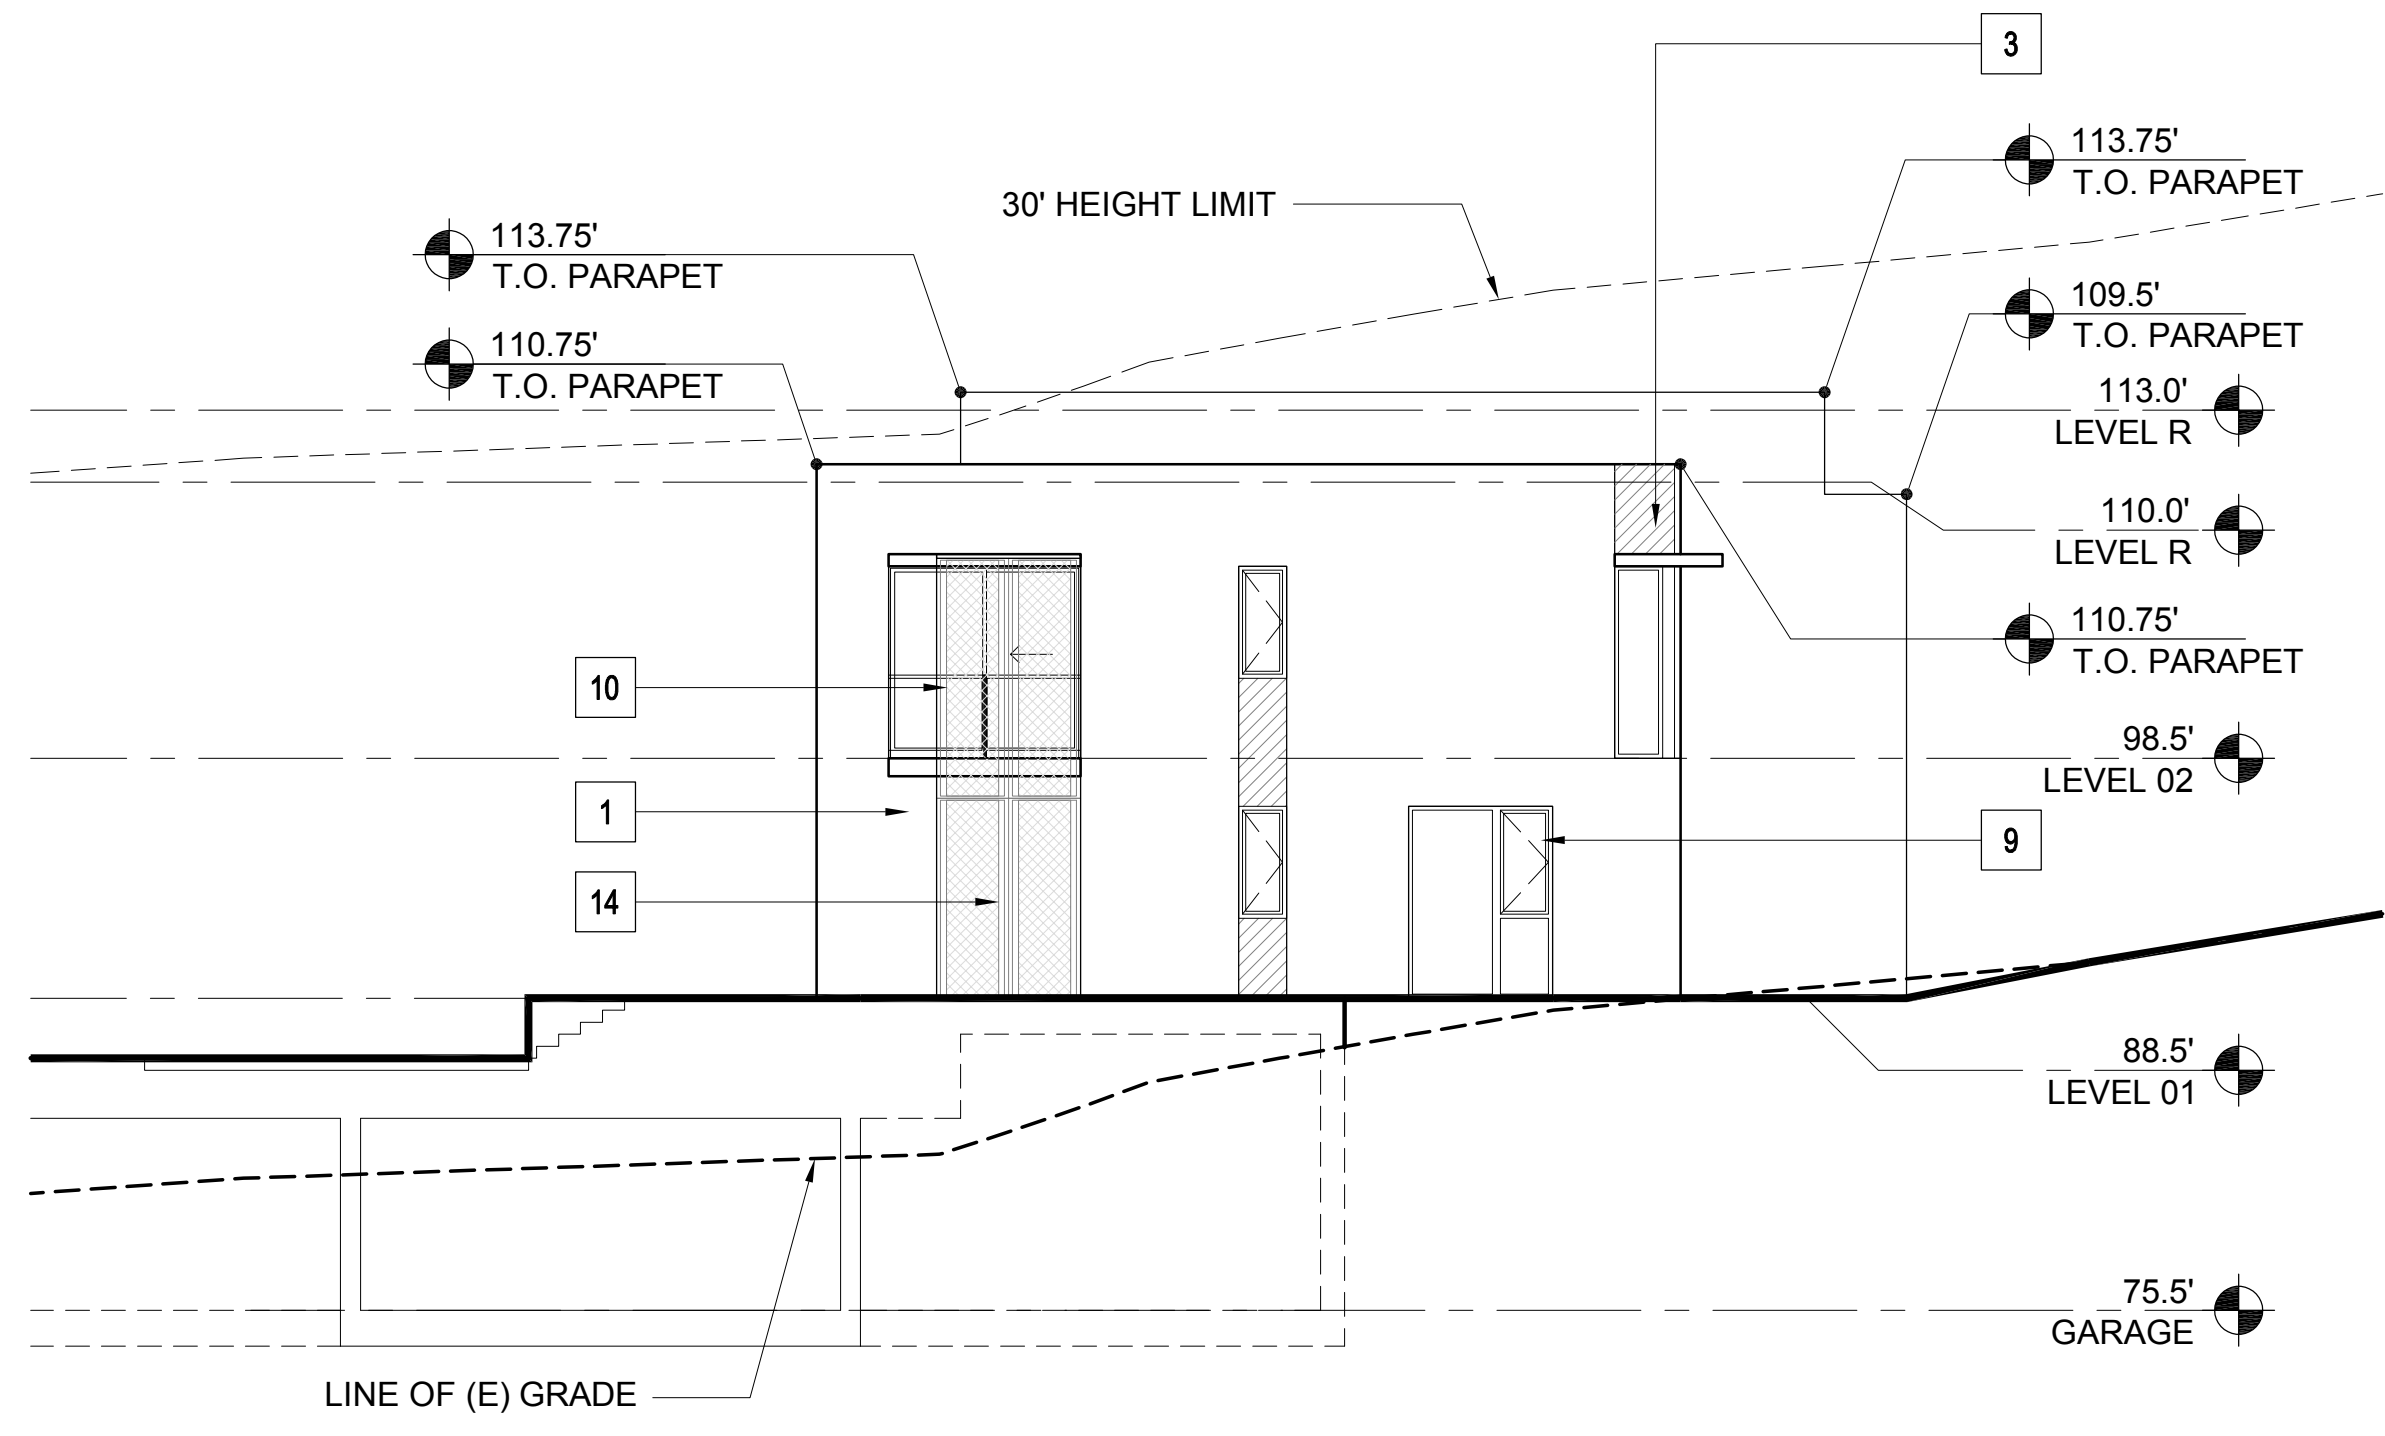 3
113.75'
T.O. PARAPET
30' HEIGHT LIMIT
113.75'
T.O. PARAPET
109.5'
T.O. PARAPET
110.75'
T.O. PARAPET
113.0'
LEVEL R
110.0'
LEVEL R
110.75'
T.O. PARAPET
10
98.5'
LEVEL 02
1
9
14
88.5'
LEVEL 01
75.5'
GARAGE
LINE OF (E) GRADE